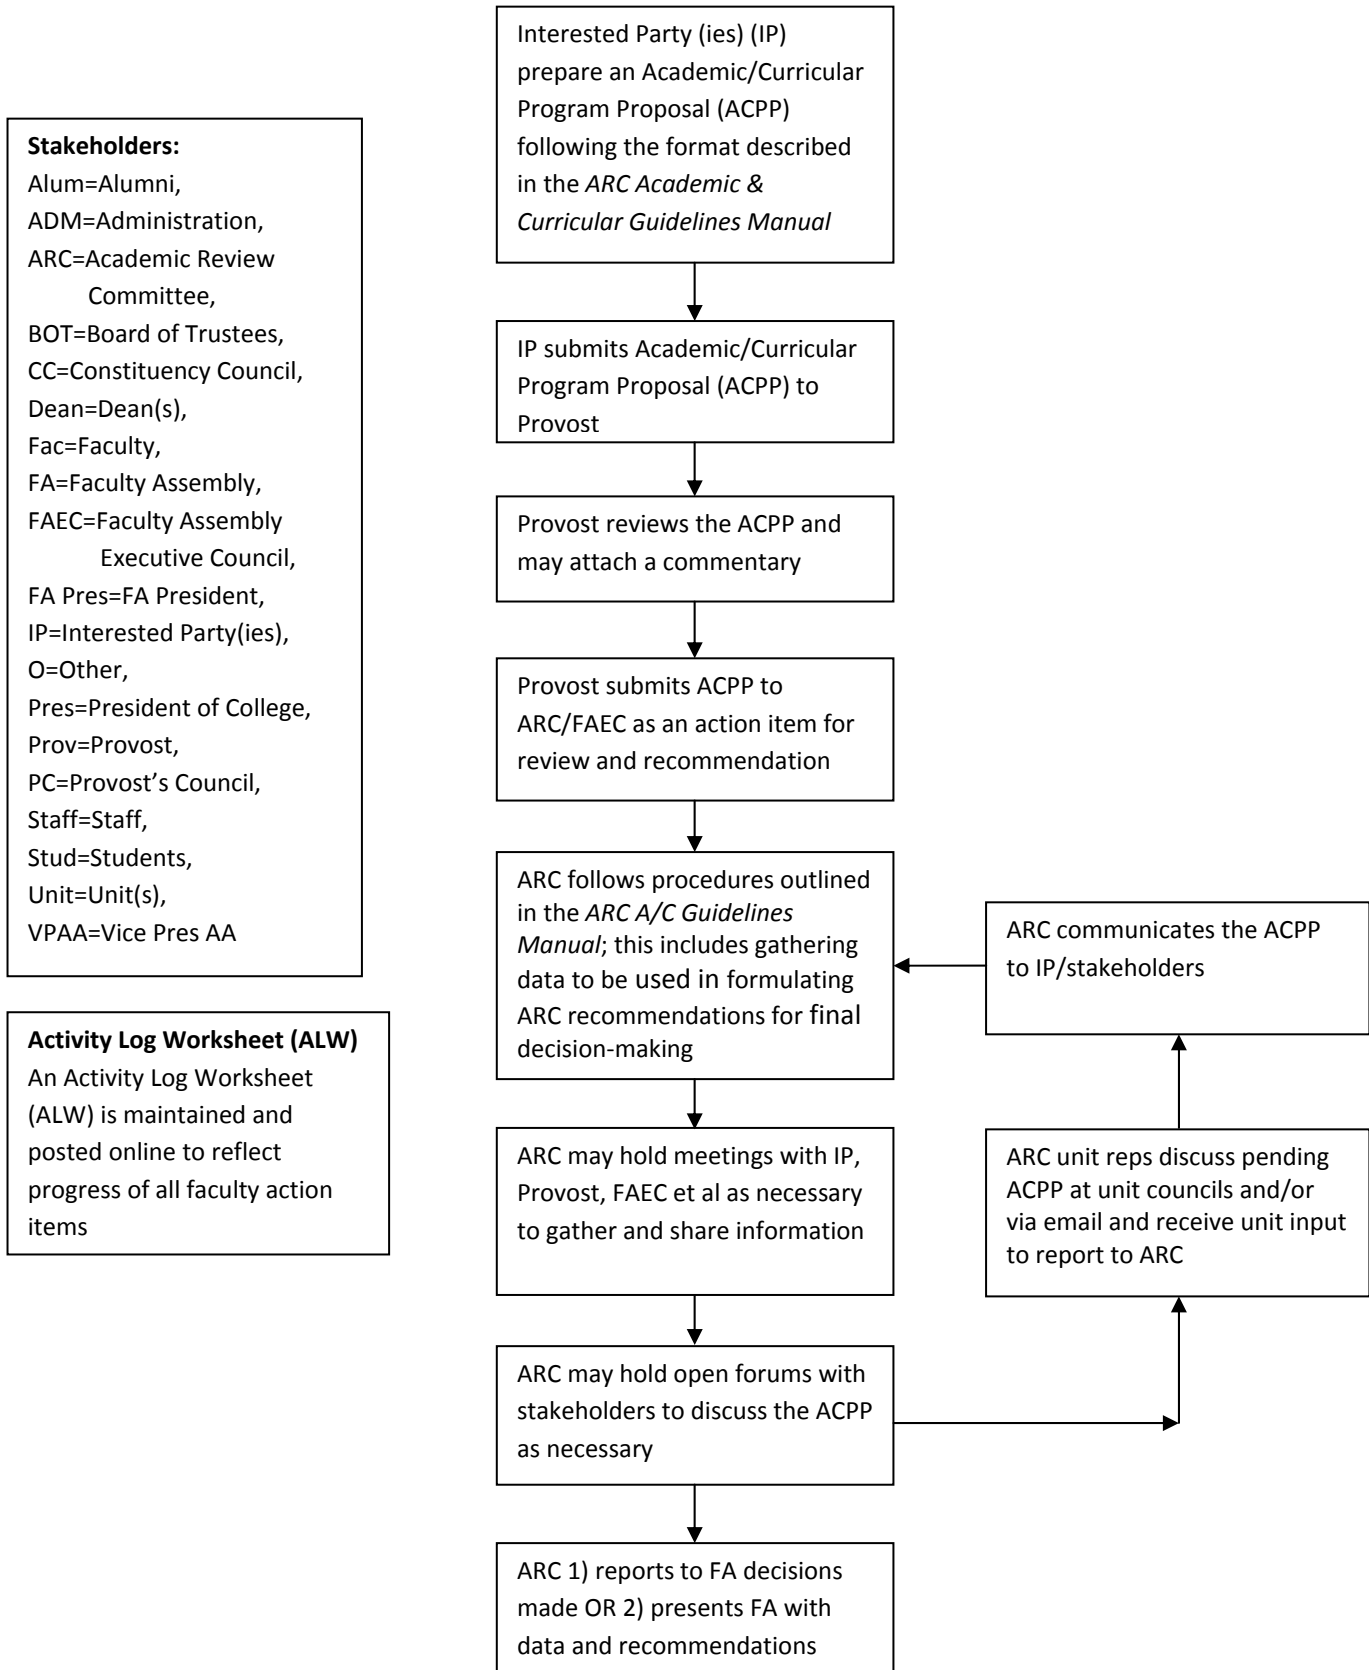 Interested Party (ies) (IP)
prepare an Academic/Curricular
Program Proposal (ACPP)
following the format described
in the ARC Academic &
Curricular Guidelines Manual
Stakeholders:
Alum=Alumni,
ADM=Administration,
ARC=Academic Review
Committee,
BOT=Board of Trustees,
CC=Constituency Council,
Dean=Dean(s),
Fac=Faculty,
FA=Faculty Assembly,
FAEC=Faculty Assembly
Executive Council,
FA Pres=FA President,
IP=Interested Party(ies),
O=Other,
Pres=President of College,
Prov=Provost,
PC=Provost’s Council,
Staff=Staff,
Stud=Students,
Unit=Unit(s),
VPAA=Vice Pres AA
IP submits Academic/Curricular
Program Proposal (ACPP) to
Provost
Provost reviews the ACPP and
may attach a commentary
Provost submits ACPP to
ARC/FAEC as an action item for
review and recommendation
ARC follows procedures outlined
in the ARC A/C Guidelines
Manual; this includes gathering
data to be used in formulating
ARC recommendations for final
decision-making
ARC communicates the ACPP
to IP/stakeholders
Activity Log Worksheet (ALW)
An Activity Log Worksheet
(ALW) is maintained and
posted online to reflect
progress of all faculty action
items
ARC may hold meetings with IP,
Provost, FAEC et al as necessary
to gather and share information
ARC unit reps discuss pending
ACPP at unit councils and/or
via email and receive unit input
to report to ARC
ARC may hold open forums with
stakeholders to discuss the ACPP
as necessary
ARC 1) reports to FA decisions
made OR 2) presents FA with
data and recommendations